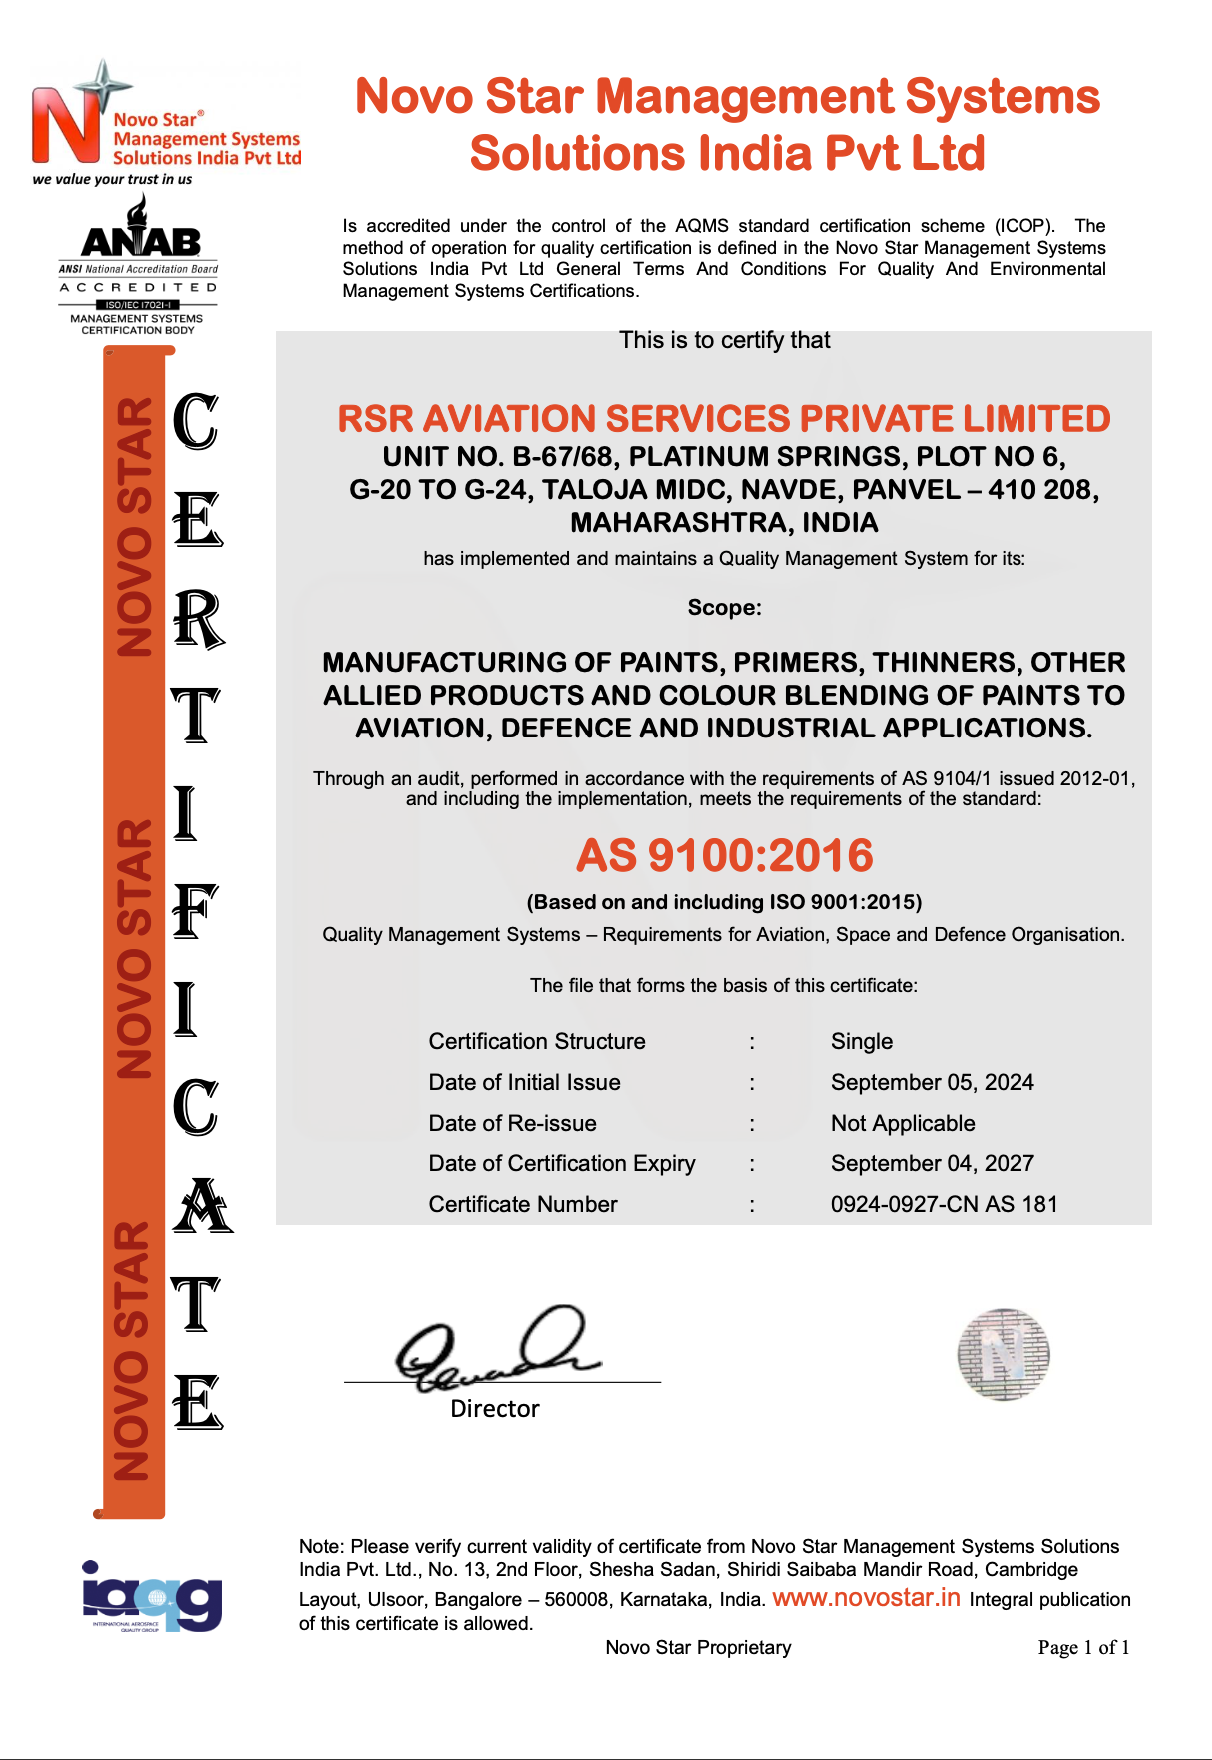 Novo Star®
Management Systems
Solutions India Pvt Ltd
we value your trust in us
ANAB
ANSI National Accreditation Board
ACCREDITED
ISO/IEC 17021-1
MANAGEMENT SYSTEMS
CERTIFICATION BODY
Novo Star Management Systems
Solutions India Pvt Ltd
Is accredited under the control of the AQMS standard certification scheme (ICOP). The
method of operation for quality certification is defined in the Novo Star Management Systems
Solutions India Pvt Ltd General Terms And Conditions For Quality And Environmental
Management Systems Certifications.
NOVO STAR
NOVO STAR
NOVO STAR
CERTIFICATE
This is to certify that
RSR AVIATION SERVICES PRIVATE LIMITED
UNIT NO. B-67/68, PLATINUM SPRINGS, PLOT NO 6,
G-20 TO G-24, TALOJA MIDC, NAVDE, PANVEL – 410 208,
MAHARASHTRA, INDIA
has implemented and maintains a Quality Management System for its:
Scope:
MANUFACTURING OF PAINTS, PRIMERS, THINNERS, OTHER
ALLIED PRODUCTS AND COLOUR BLENDING OF PAINTS TO
AVIATION, DEFENCE AND INDUSTRIAL APPLICATIONS.
Through an audit, performed in accordance with the requirements of AS 9104/1 issued 2012-01,
and including the implementation, meets the requirements of the standard:
AS 9100:2016
(Based on and including ISO 9001:2015)
Quality Management Systems – Requirements for Aviation, Space and Defence Organisation.
The file that forms the basis of this certificate:
Certification Structure : Single
Date of Initial Issue : September 05, 2024
Date of Re-issue : Not Applicable
Date of Certification Expiry : September 04, 2027
Certificate Number : 0924-0927-CN AS 181
Director
N
iaqg
INTERNATIONAL AEROSPACE
QUALITY GROUP
Note: Please verify current validity of certificate from Novo Star Management Systems Solutions
India Pvt. Ltd., No. 13, 2nd Floor, Shesha Sadan, Shiridi Saibaba Mandir Road, Cambridge
Layout, Ulsoor, Bangalore – 560008, Karnataka, India. www.novostar.in Integral publication
of this certificate is allowed.
Novo Star Proprietary
Page 1 of 1